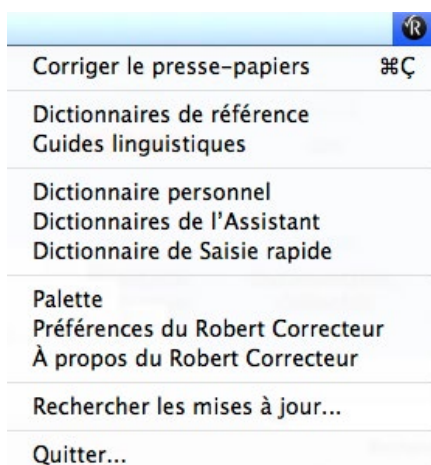 R
Corriger le presse-papiers ⌘Ç
Dictionnaires de référence
Guides linguistiques
Dictionnaire personnel
Dictionnaires de l'Assistant
Dictionnaire de Saisie rapide
Palette
Préférences du Robert Correcteur
À propos du Robert Correcteur
Rechercher les mises à jour...
Quitter...